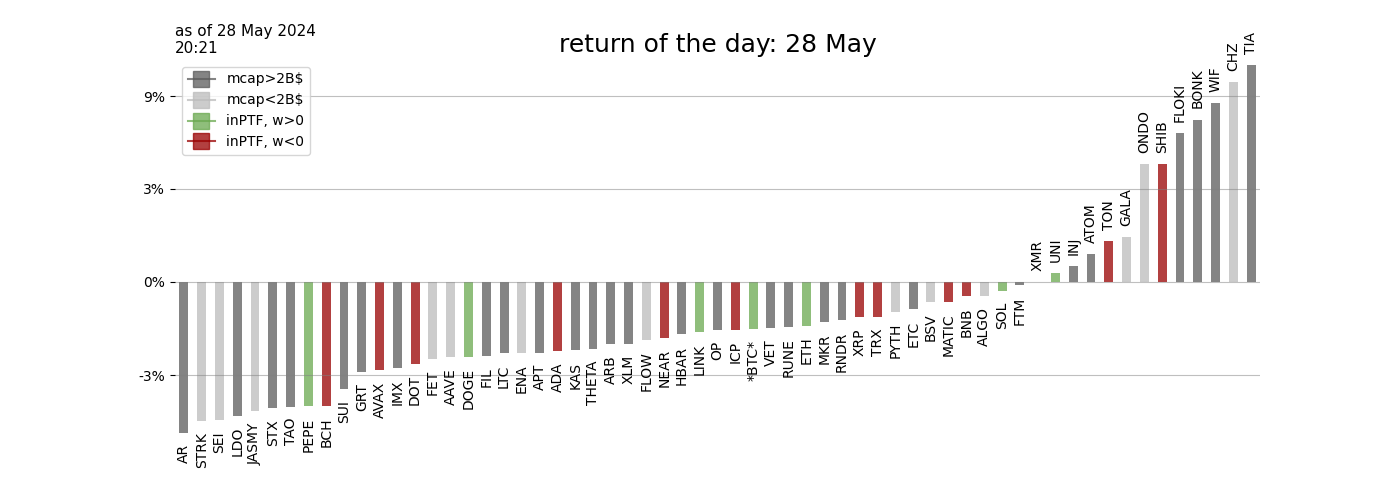 as of 28 May 2024
20:21
return of the day: 28 May
mcap>2B$
mcap<2B$
inPTF, w>0
inPTF, w<0
9%
3%
0%
-3%
AR
STRK
SEI
LDO
JASMY
STX
TAO
PEPE
BCH
SUI
GRT
AVAX
IMX
DOT
FET
AAVE
DOGE
FIL
LTC
ENA
APT
ADA
KAS
THETA
ARB
XLM
FLOW
NEAR
HBAR
LINK
OP
ICP
*BTC*
VET
RUNE
ETH
MKR
RNDR
XRP
TRX
PYTH
ETC
BSV
MATIC
BNB
ALGO
SOL
FTM
XMR
UNI
INJ
ATOM
TON
GALA
ONDO
SHIB
FLOKI
BONK
WIF
CHZ
TIA